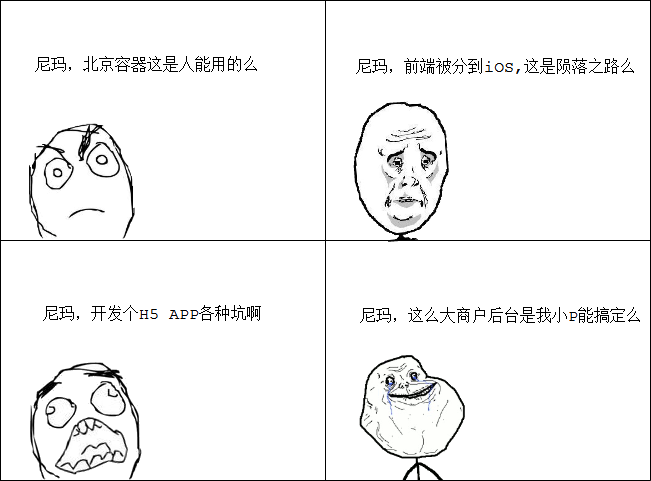 尼玛，北京容器这是人能用的么
尼玛，前端被分到iOS,这是陨落之路么
尼玛，开发个H5 APP各种坑啊
尼玛，这么大商户后台是我小P能搞定么